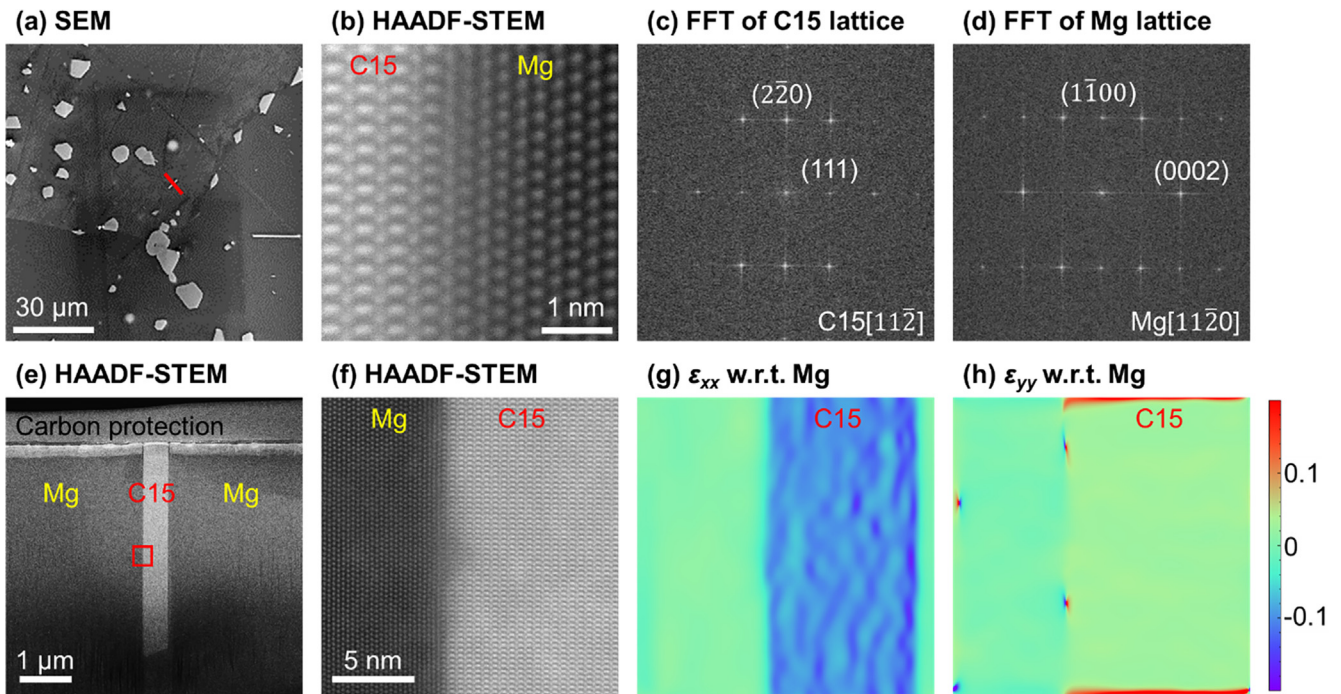 (a) SEM
(b) HAADF-STEM
(c) FFT of C15 lattice
(d) FFT of Mg lattice
30 μm
C15
Mg
1 nm
(22̅0)
(111)
C15[112̅]
(11̅00)
(0002)
Mg[112̅0]
(e) HAADF-STEM
(f) HAADF-STEM
(g) εxx w.r.t. Mg
(h) εyy w.r.t. Mg
Carbon protection
Mg
C15
Mg
1 μm
Mg
C15
5 nm
C15
C15
0.1
0
-0.1